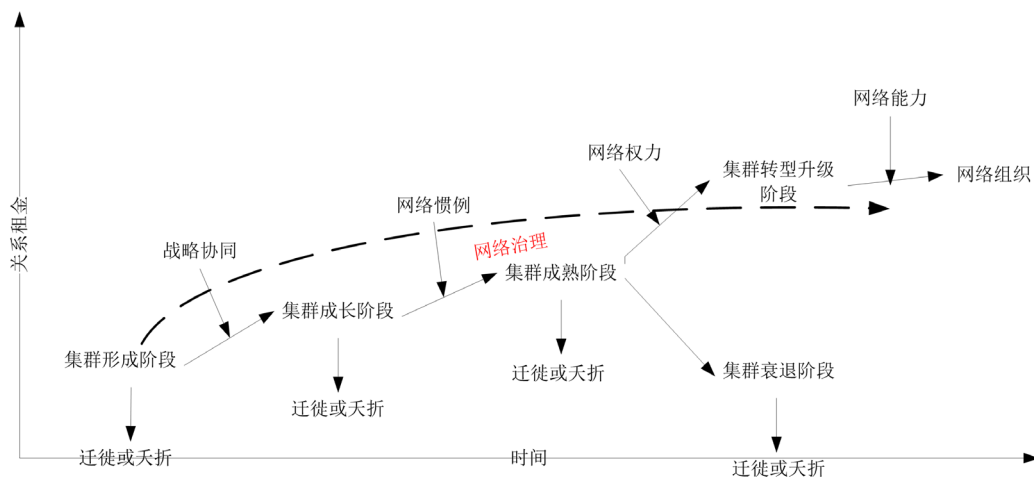 网络能力
网络权力
集群转型升级
阶段
网络组织
网络惯例
战略协同
网络治理
关系租金
集群成熟阶段
集群成长阶段
集群形成阶段
迁徙或夭折
集群衰退阶段
迁徙或夭折
迁徙或夭折
时间
迁徙或夭折